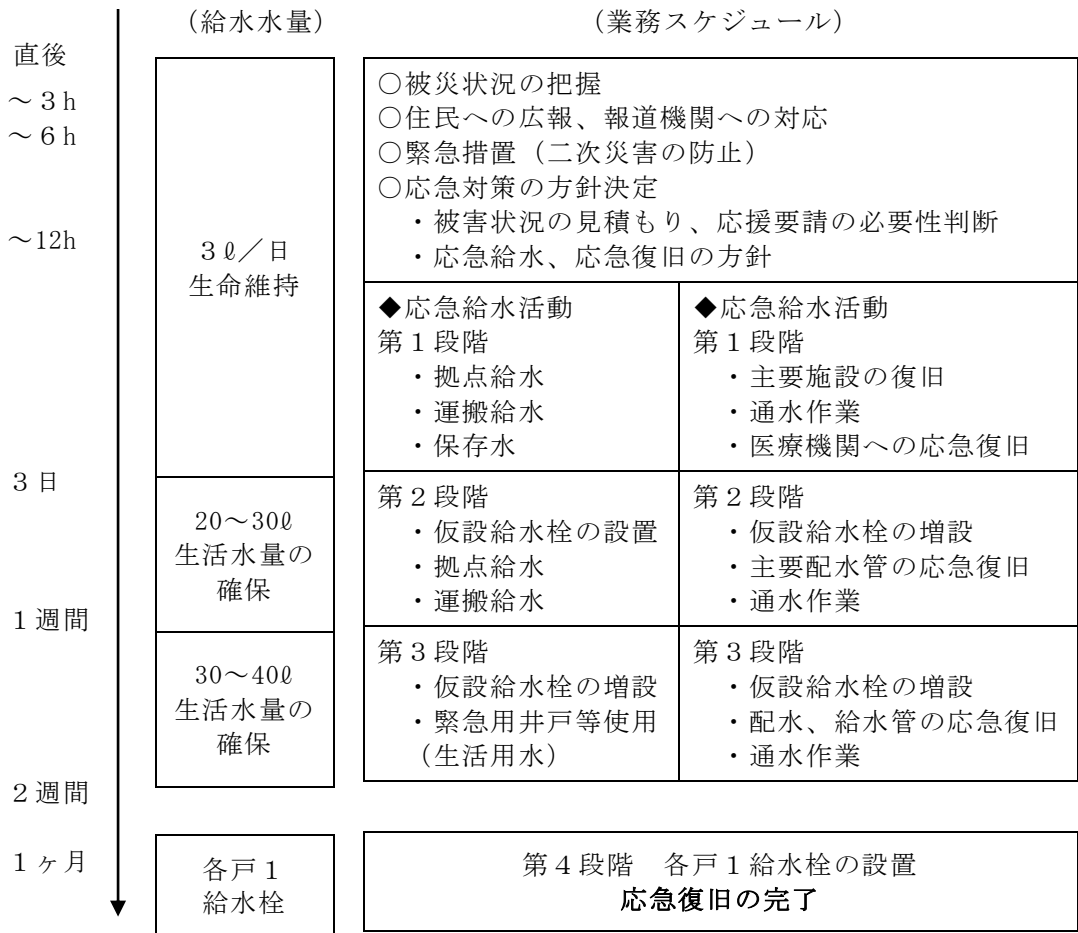 （給水水量）
（業務スケジュール）
直後
～３ｈ
～６ｈ
～12h
３日
１週間
２週間
１ヶ月
３ℓ／日
生命維持
20～30ℓ
生活水量の
確保
30～40ℓ
生活水量の
確保
各戸１
給水栓
○被災状況の把握
○住民への広報、報道機関への対応
○緊急措置（二次災害の防止）
○応急対策の方針決定
・被害状況の見積もり、応援要請の必要性判断
・応急給水、応急復旧の方針
◆応急給水活動
第１段階
・拠点給水
・運搬給水
・保存水
◆応急給水活動
第１段階
・主要施設の復旧
・通水作業
・医療機関への応急復旧
第２段階
・仮設給水栓の設置
・拠点給水
・運搬給水
第２段階
・仮設給水栓の増設
・主要配水管の応急復旧
・通水作業
第３段階
・仮設給水栓の増設
・緊急用井戸等使用
（生活用水）
第３段階
・仮設給水栓の増設
・配水、給水管の応急復旧
・通水作業
第４段階　各戸１給水栓の設置
応急復旧の完了